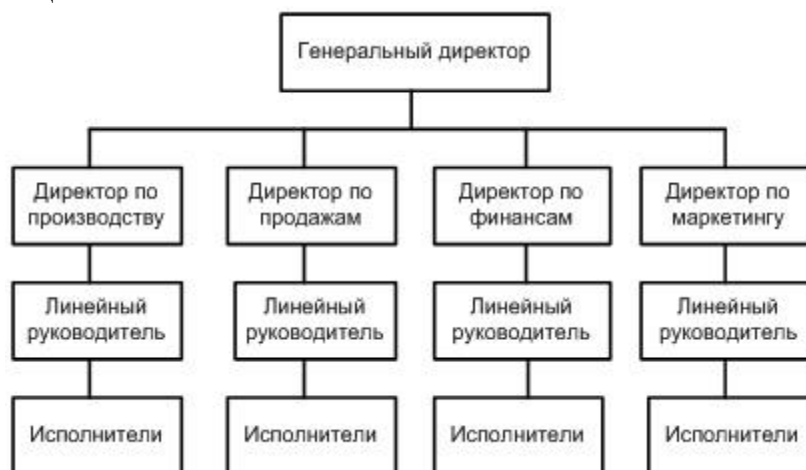 Генеральный директор
Директор по
производству
Директор по
продажам
Директор по
финансам
Директор по
маркетингу
Линейный
руководитель
Линейный
руководитель
Линейный
руководитель
Линейный
руководитель
Исполнители
Исполнители
Исполнители
Исполнители